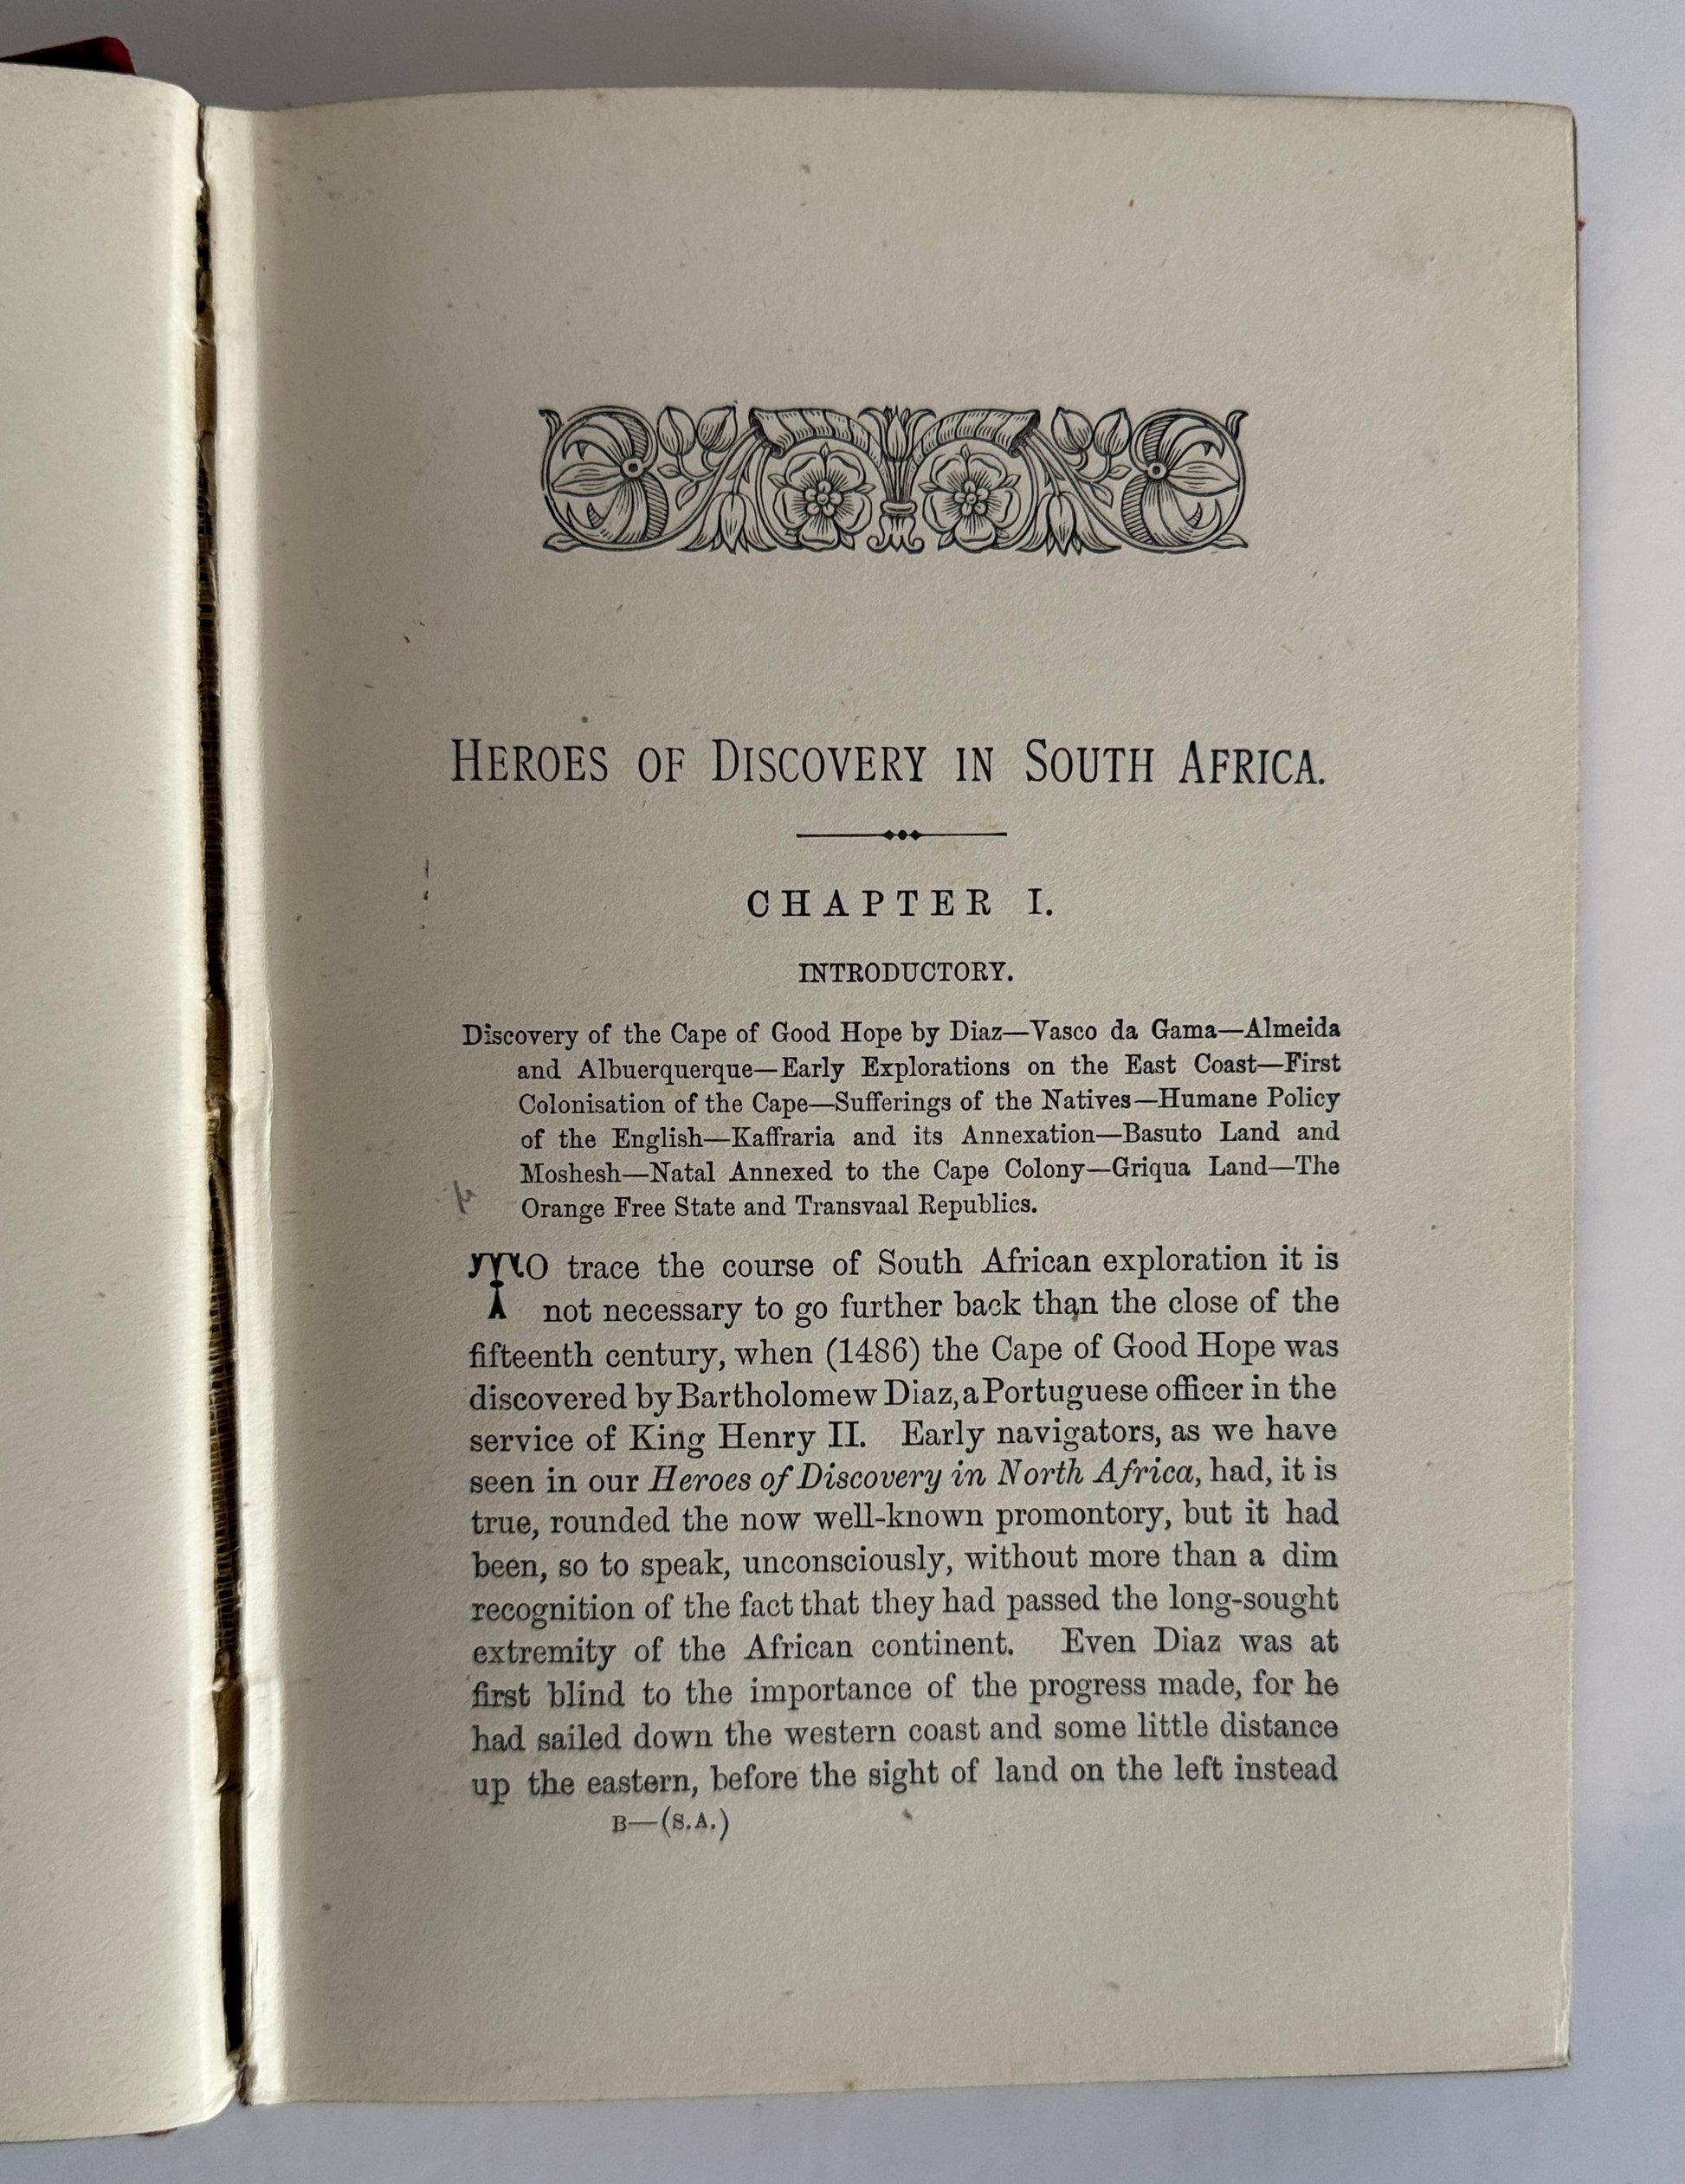 HEROES OF DISCOVERY IN SOUTH AFRICA.
CHAPTER I.
INTRODUCTORY.
Discovery of the Cape of Good Hope by Diaz—Vasco da Gama—Almeida
and Albuerquerque—Early Explorations on the East Coast—First
Colonisation of the Cape—Sufferings of the Natives—Humane Policy
of the English—Kaffraria and its Annexation—Basuto Land and
Moshesh—Natal Annexed to the Cape Colony—Griqua Land—The
Orange Free State and Transvaal Republics.
TO trace the course of South African exploration it is
not necessary to go further back than the close of the
fifteenth century, when (1486) the Cape of Good Hope was
discovered by Bartholomew Diaz, a Portuguese officer in the
service of King Henry II. Early navigators, as we have
seen in our Heroes of Discovery in North Africa, had, it is
true, rounded the now well-known promontory, but it had
been, so to speak, unconsciously, without more than a dim
recognition of the fact that they had passed the long-sought
extremity of the African continent. Even Diaz was at
first blind to the importance of the progress made, for he
had sailed down the western coast and some little distance
up the eastern, before the sight of land on the left instead
B—(S.A.)